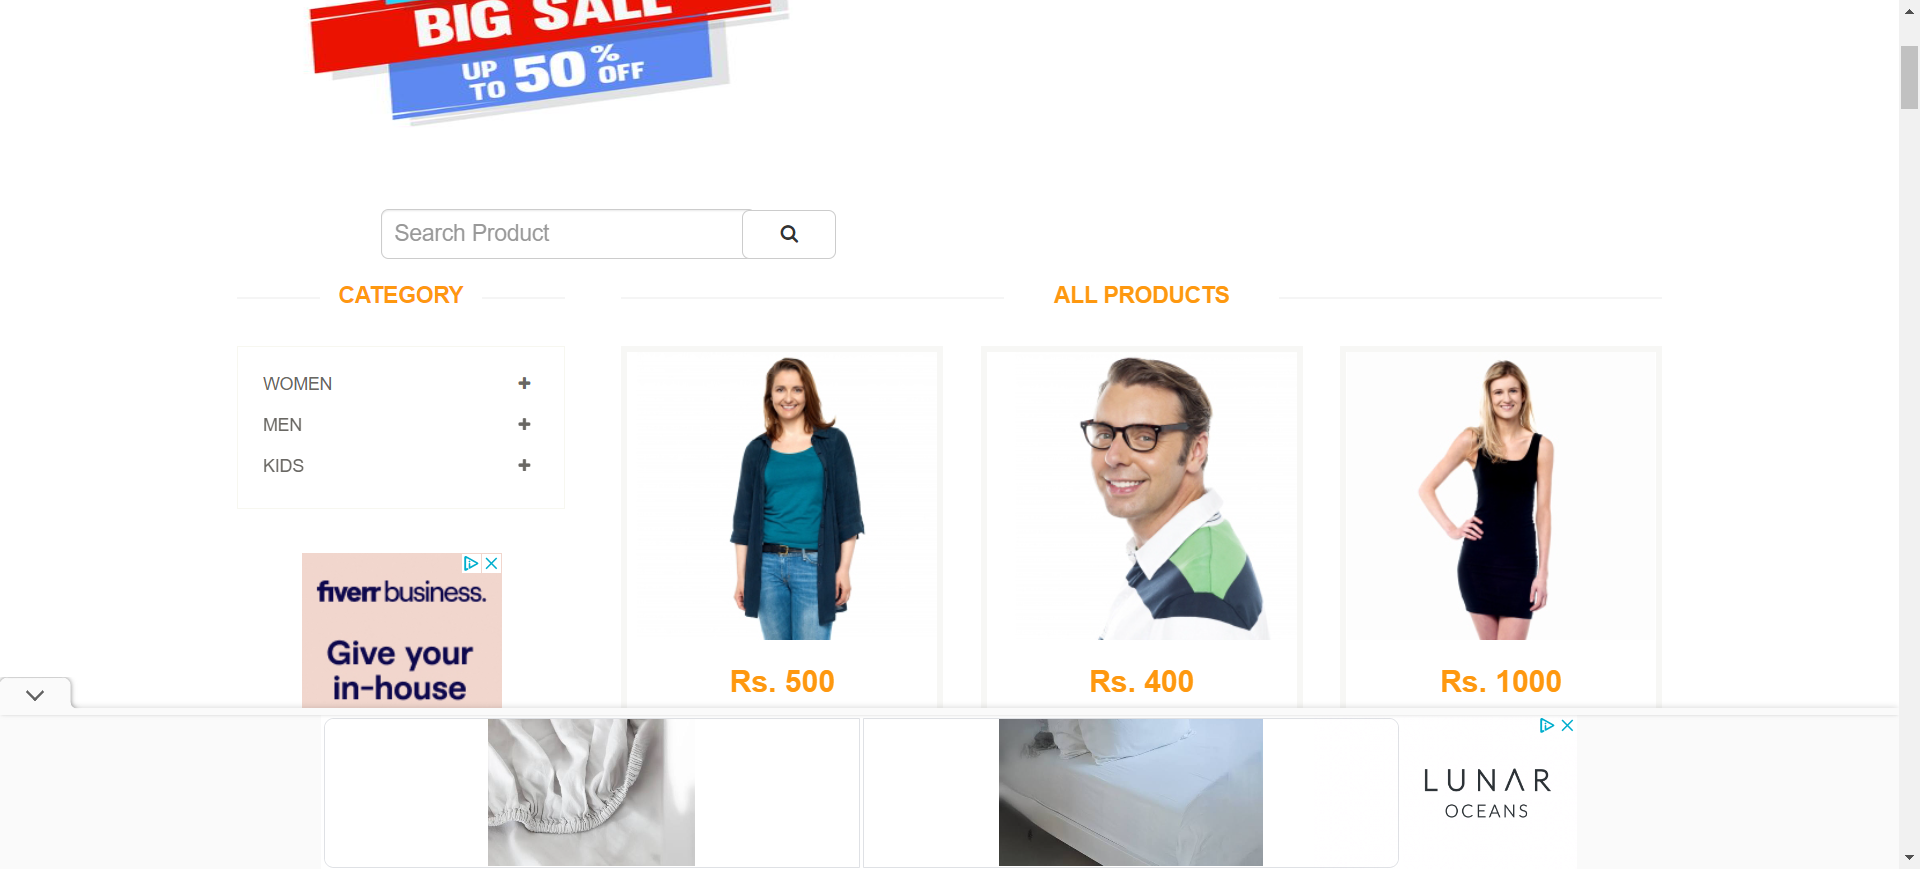 BIG SALE
UP TO 50% OFF
Search Product
CATEGORY
ALL PRODUCTS
WOMEN
MEN
KIDS
fiverr business.
Give your
in-house
Rs. 500
Rs. 400
Rs. 1000
LUNAR
OCEANS